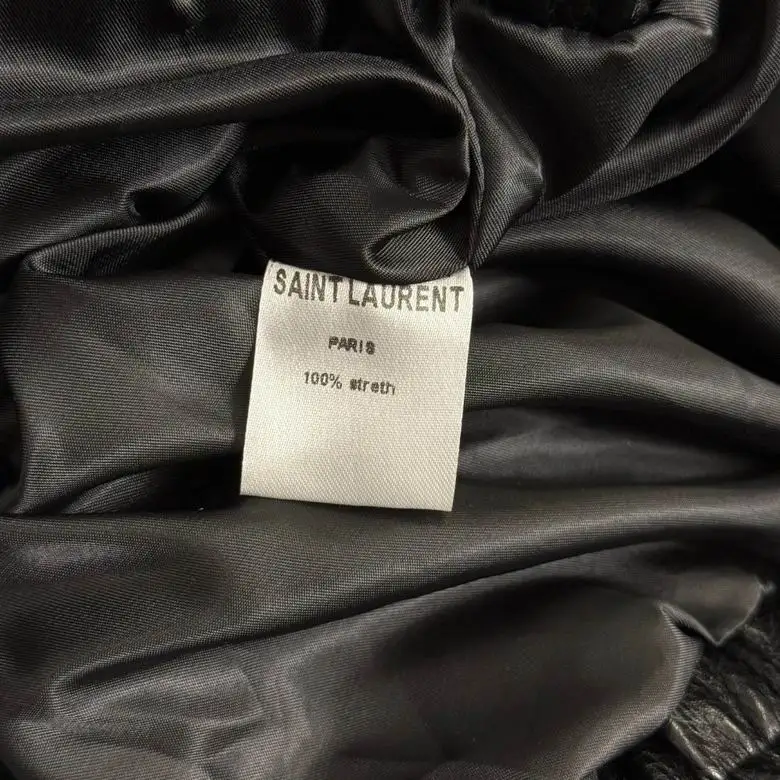 SAINT LAURENT
PARIS
100% streth